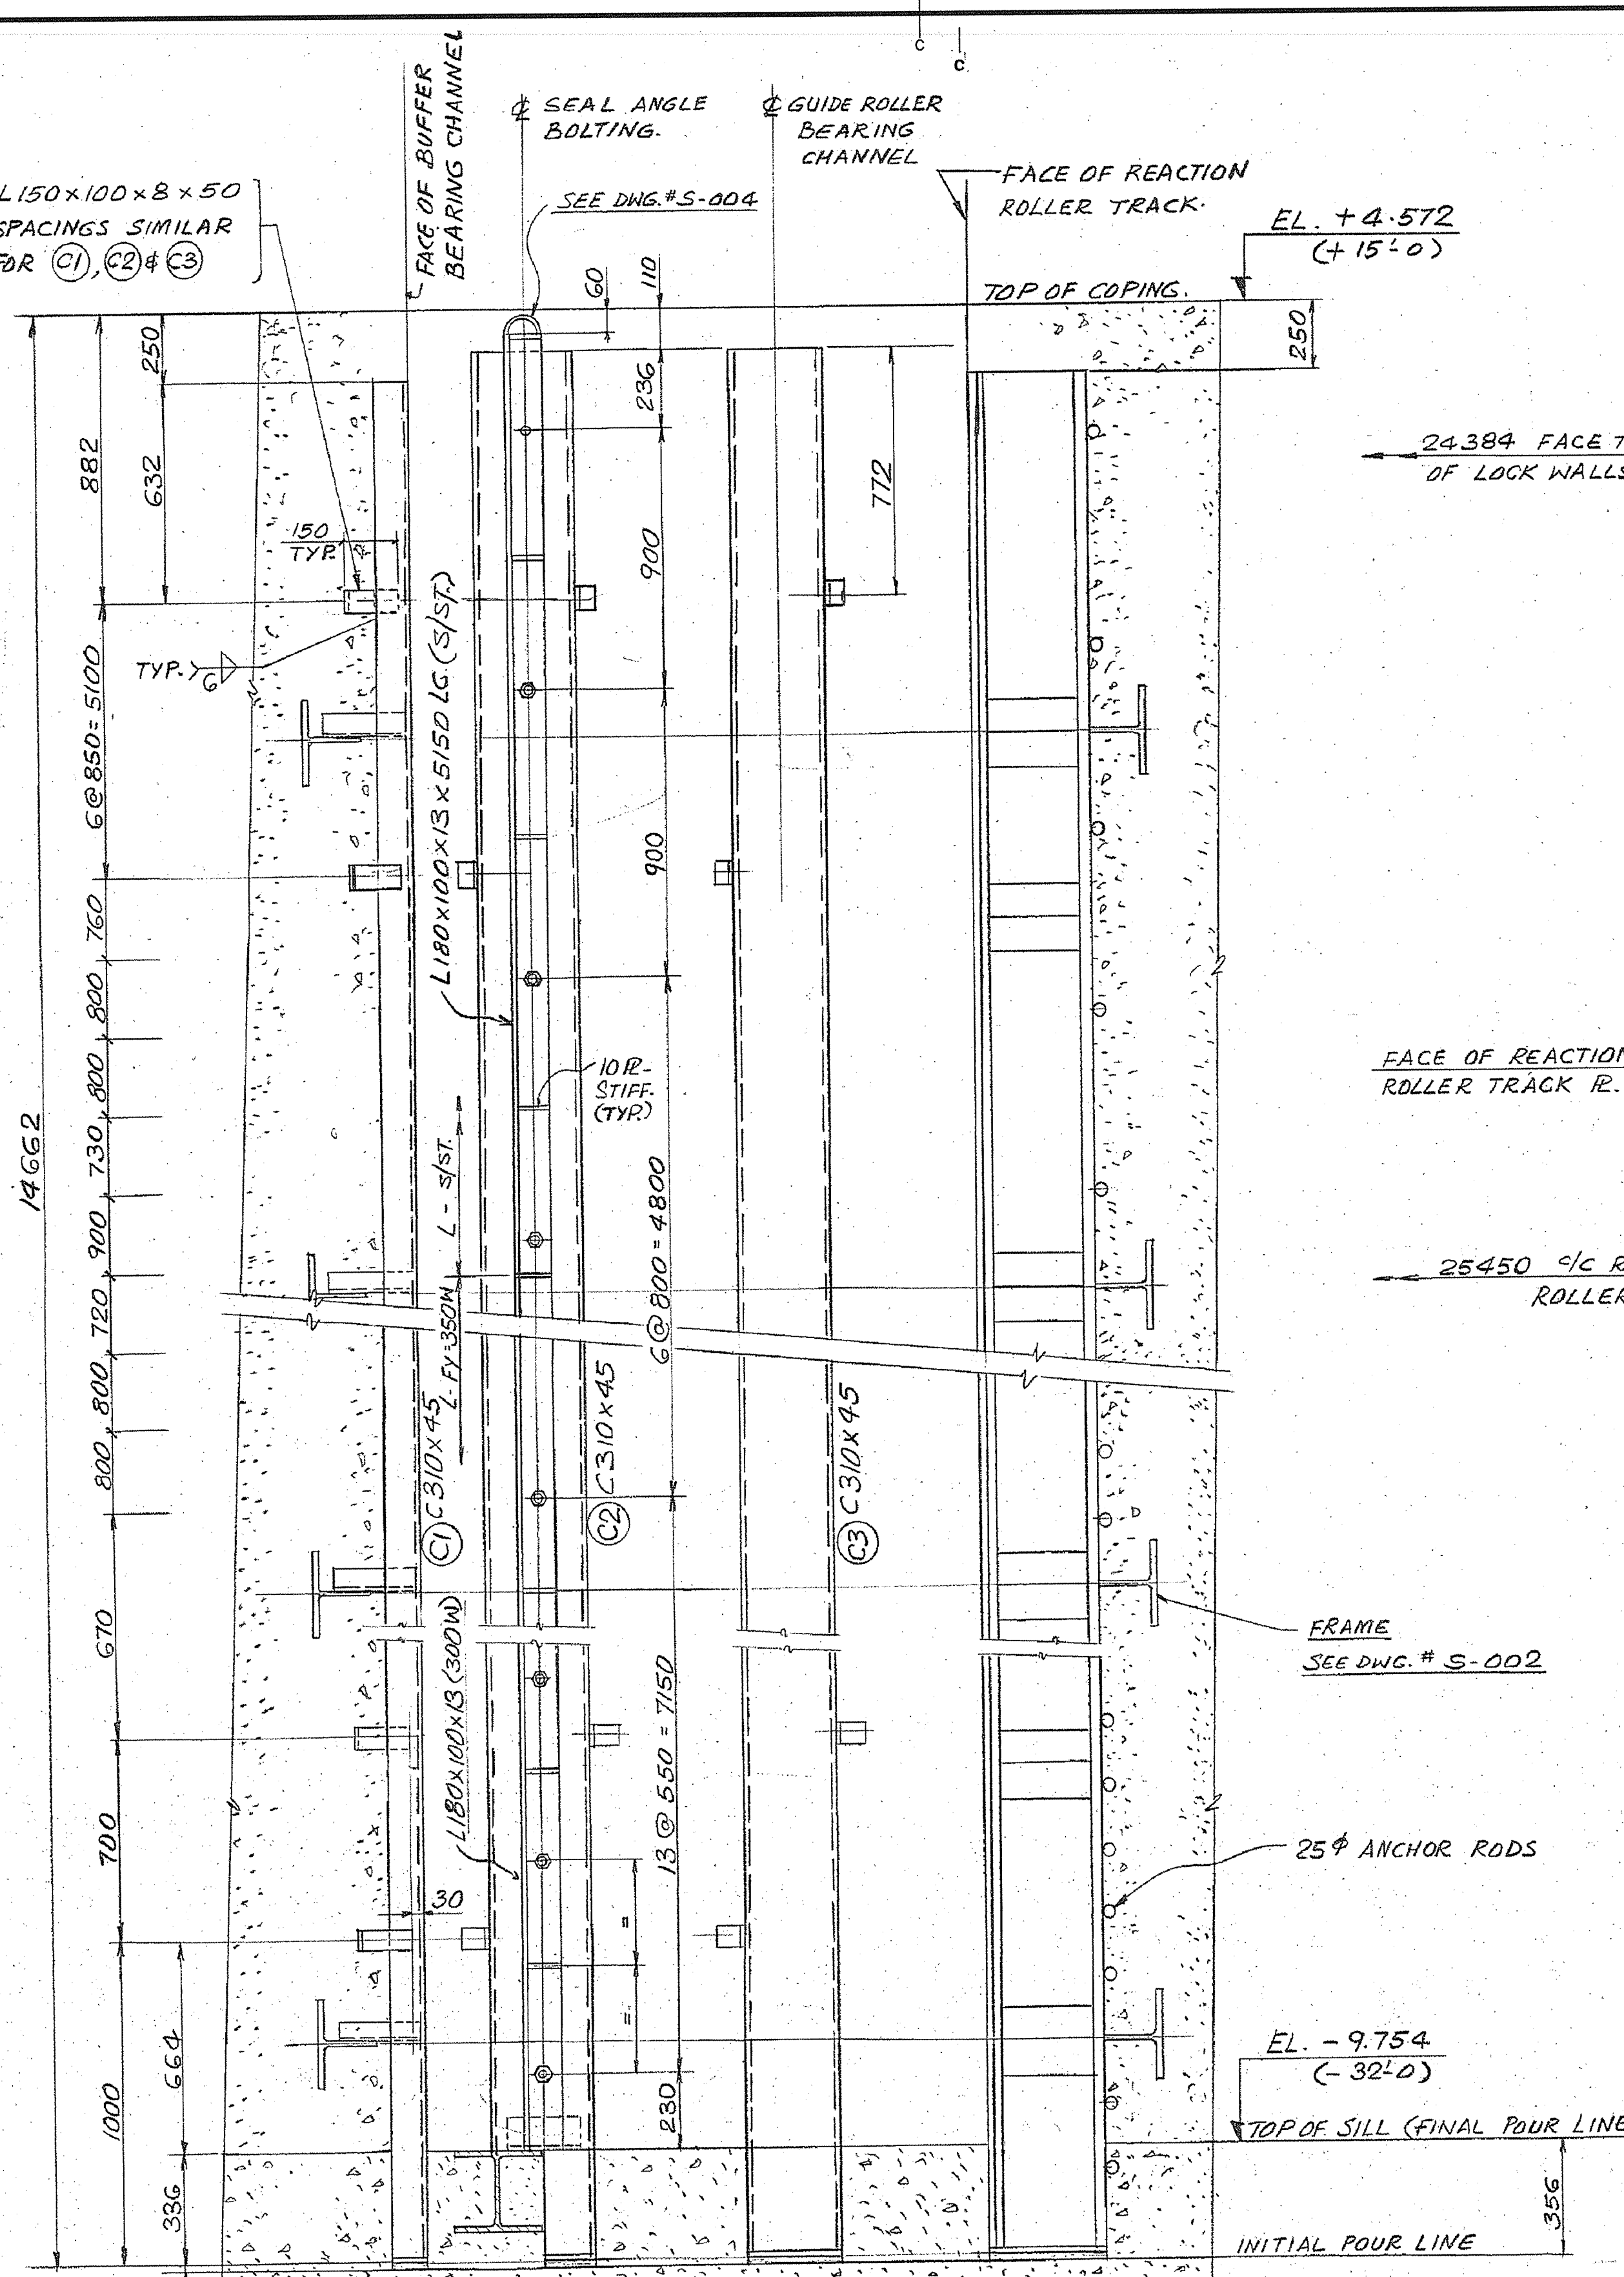 C
C
FACE OF BUFFER
BEARING CHANNEL
℄ SEAL ANGLE
BOLTING.
℄ GUIDE ROLLER
BEARING
CHANNEL
SEE DWG.#S-004
FACE OF REACTION
ROLLER TRACK.
L150×100×8×50
SPACINGS SIMILAR
FOR C1, C2 & C3
EL. +4.572
(+15'-0)
TOP OF COPING.
60
110
250
250
236
882
632
772
24384 FACE
OF LOCK WALLS
150
TYP.
900
TYP. 6
6@850=5100
L180×100×13×5150 LG.(S/ST.)
900
760
800
800
730
900
720
800
800
14662
10 PL-
STIFF.
(TYP.)
L - S/ST.
L-FY=350W
6@800=4800
FACE OF REACTION
ROLLER TRACK PL.
25450 C/C
ROLLER
C1 C310×45
C2 C310×45
C3 C310×45
670
L180×100×13(300W)
13@550=7150
FRAME
SEE DWG.# S-002
700
30
=
=
25⌀ ANCHOR RODS
664
1000
230
336
EL. -9.754
(-32'-0)
TOP OF SILL (FINAL POUR LINE
356
INITIAL POUR LINE